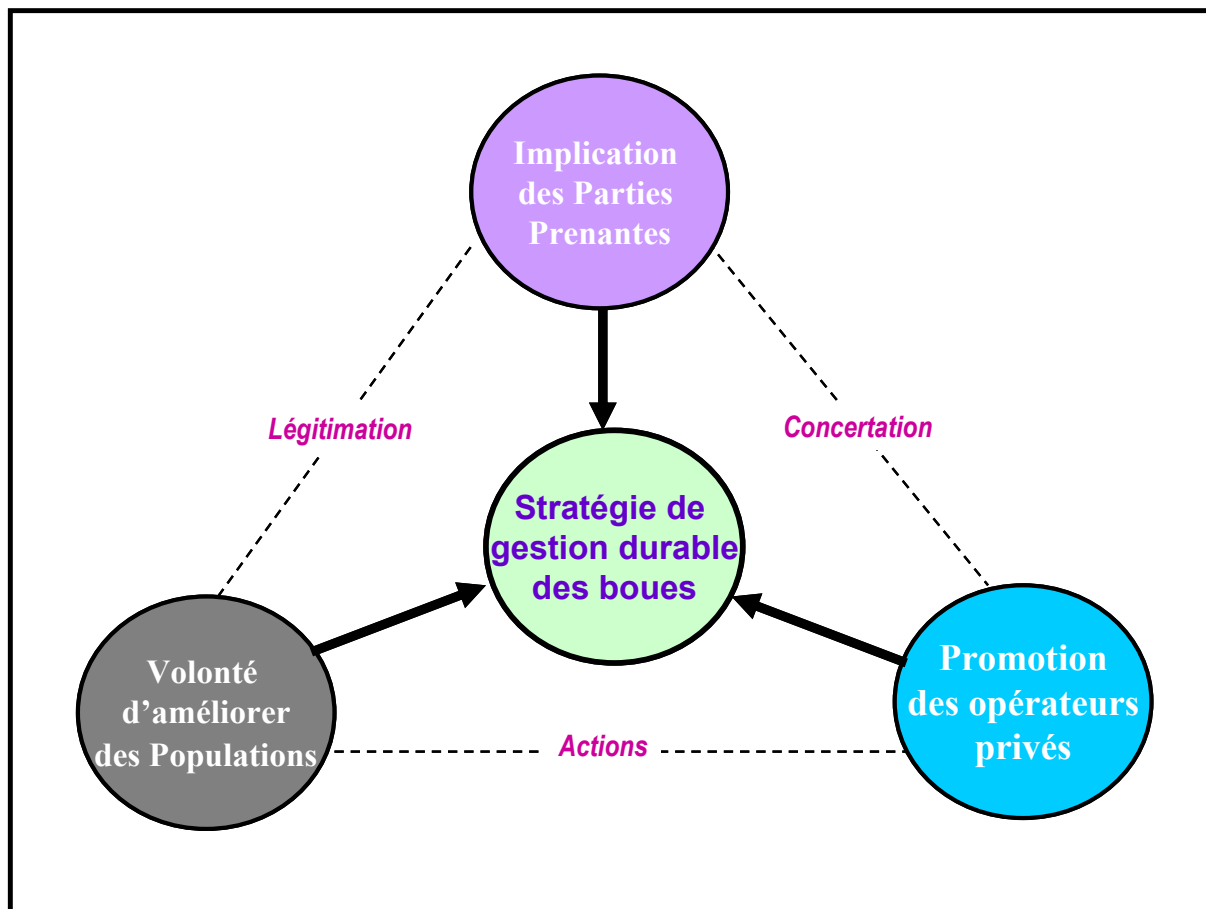 Implication
des Parties
Prenantes
Légitimation
Concertation
Stratégie de
gestion durable
des boues
Volonté
d’améliorer
des Populations
Promotion
des opérateurs
privés
Actions